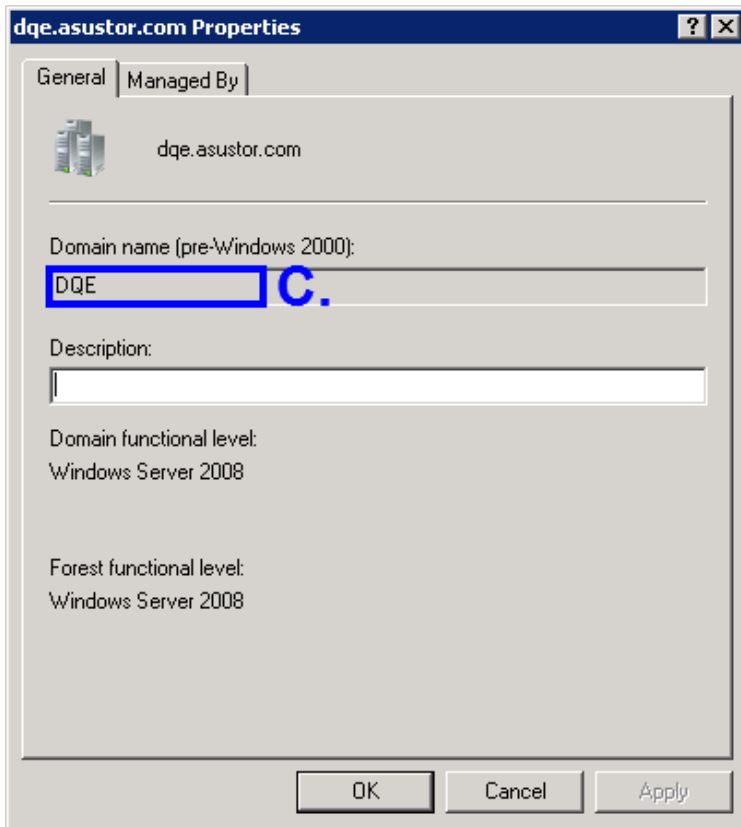 dqe.asustor.com Properties
General
Managed By
dqe.asustor.com
Domain name (pre-Windows 2000):
DQE
C.
Description:
Domain functional level:
Windows Server 2008
Forest functional level:
Windows Server 2008
OK
Cancel
Apply